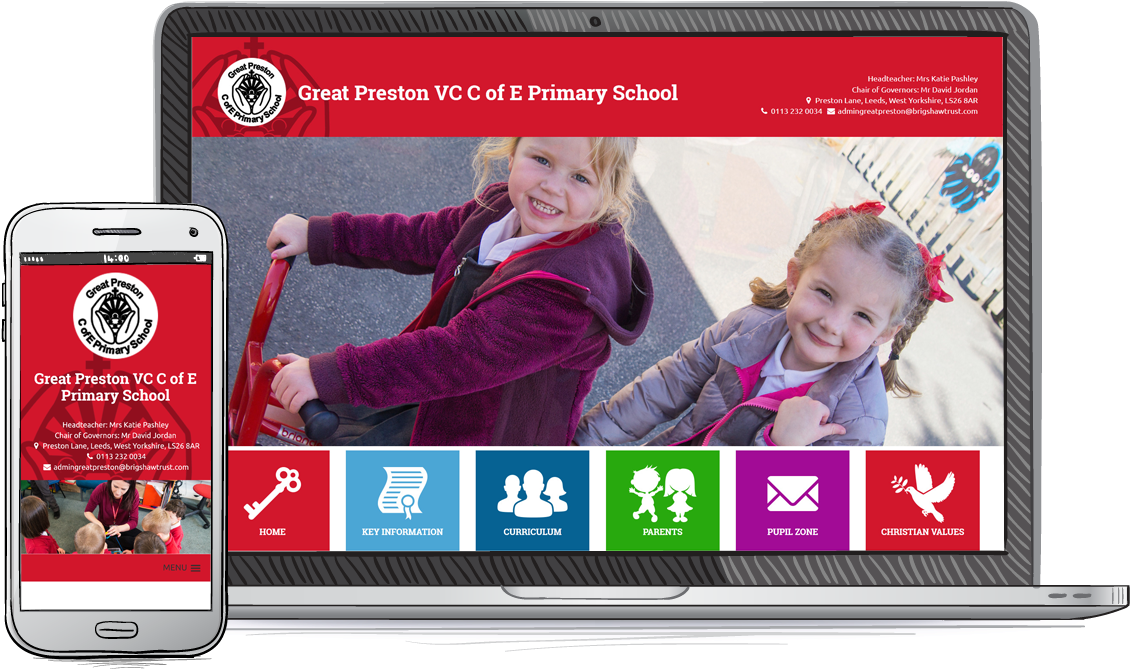 Great Preston
C of E Primary School
Great Preston VC C of E Primary School
Headteacher: Mrs Katie Pashley
Chair of Governors: Mr David Jordan
Preston Lane, Leeds, West Yorkshire, LS26 8AR
0113 232 0034 admingreatpreston@brigshawtrust.com
HOME
KEY INFORMATION
CURRICULUM
PARENTS
PUPIL ZONE
CHRISTIAN VALUES
14:00
Great Preston
C of E Primary School
Great Preston VC C of E
Primary School
Headteacher: Mrs Katie Pashley
Chair of Governors: Mr David Jordan
Preston Lane, Leeds, West Yorkshire, LS26 8AR
0113 232 0034
admingreatpreston@brigshawtrust.com
MENU